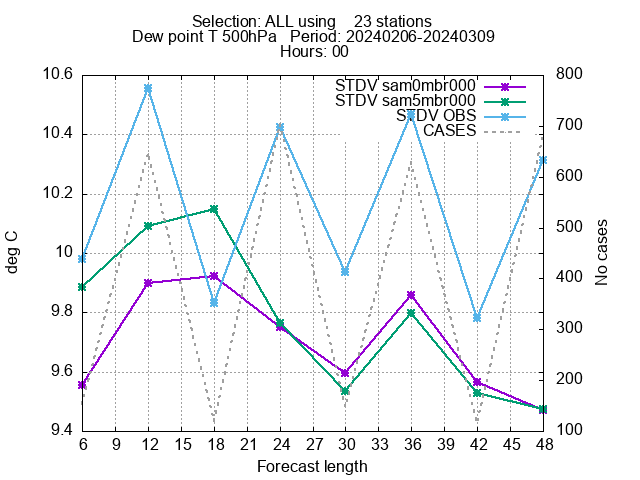 Selection: ALL using    23 stations
Dew point T 500hPa   Period: 20240206-20240309
Hours: 00
STDV sam0mbr000
STDV sam5mbr000
STDV OBS
CASES
10.6
10.4
10.2
10
9.8
9.6
9.4
deg C
800
700
600
500
400
300
200
100
No cases
6 9 12 15 18 21 24 27 30 33 36 39 42 45 48
Forecast length